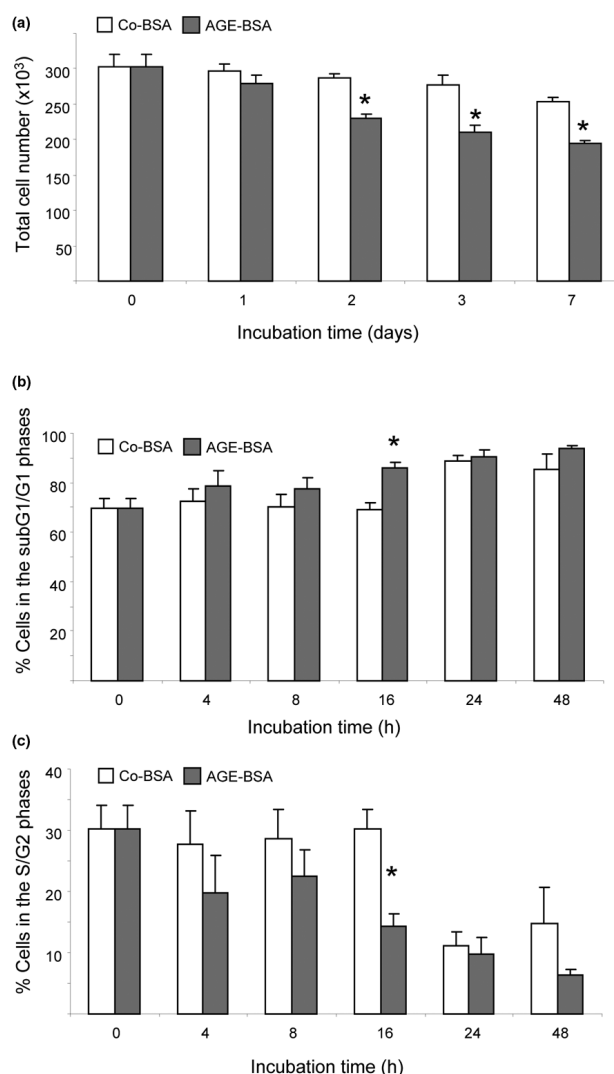 (a)
Co-BSA AGE-BSA
Total cell number (x10³)
300
250
200
150
100
50
* * *
0 1 2 3 7
Incubation time (days)
(b)
Co-BSA AGE-BSA
% Cells in the subG1/G1 phases
100
80
60
40
20
*
0 4 8 16 24 48
Incubation time (h)
(c)
Co-BSA AGE-BSA
% Cells in the S/G2 phases
40
30
20
10
*
0 4 8 16 24 48
Incubation time (h)